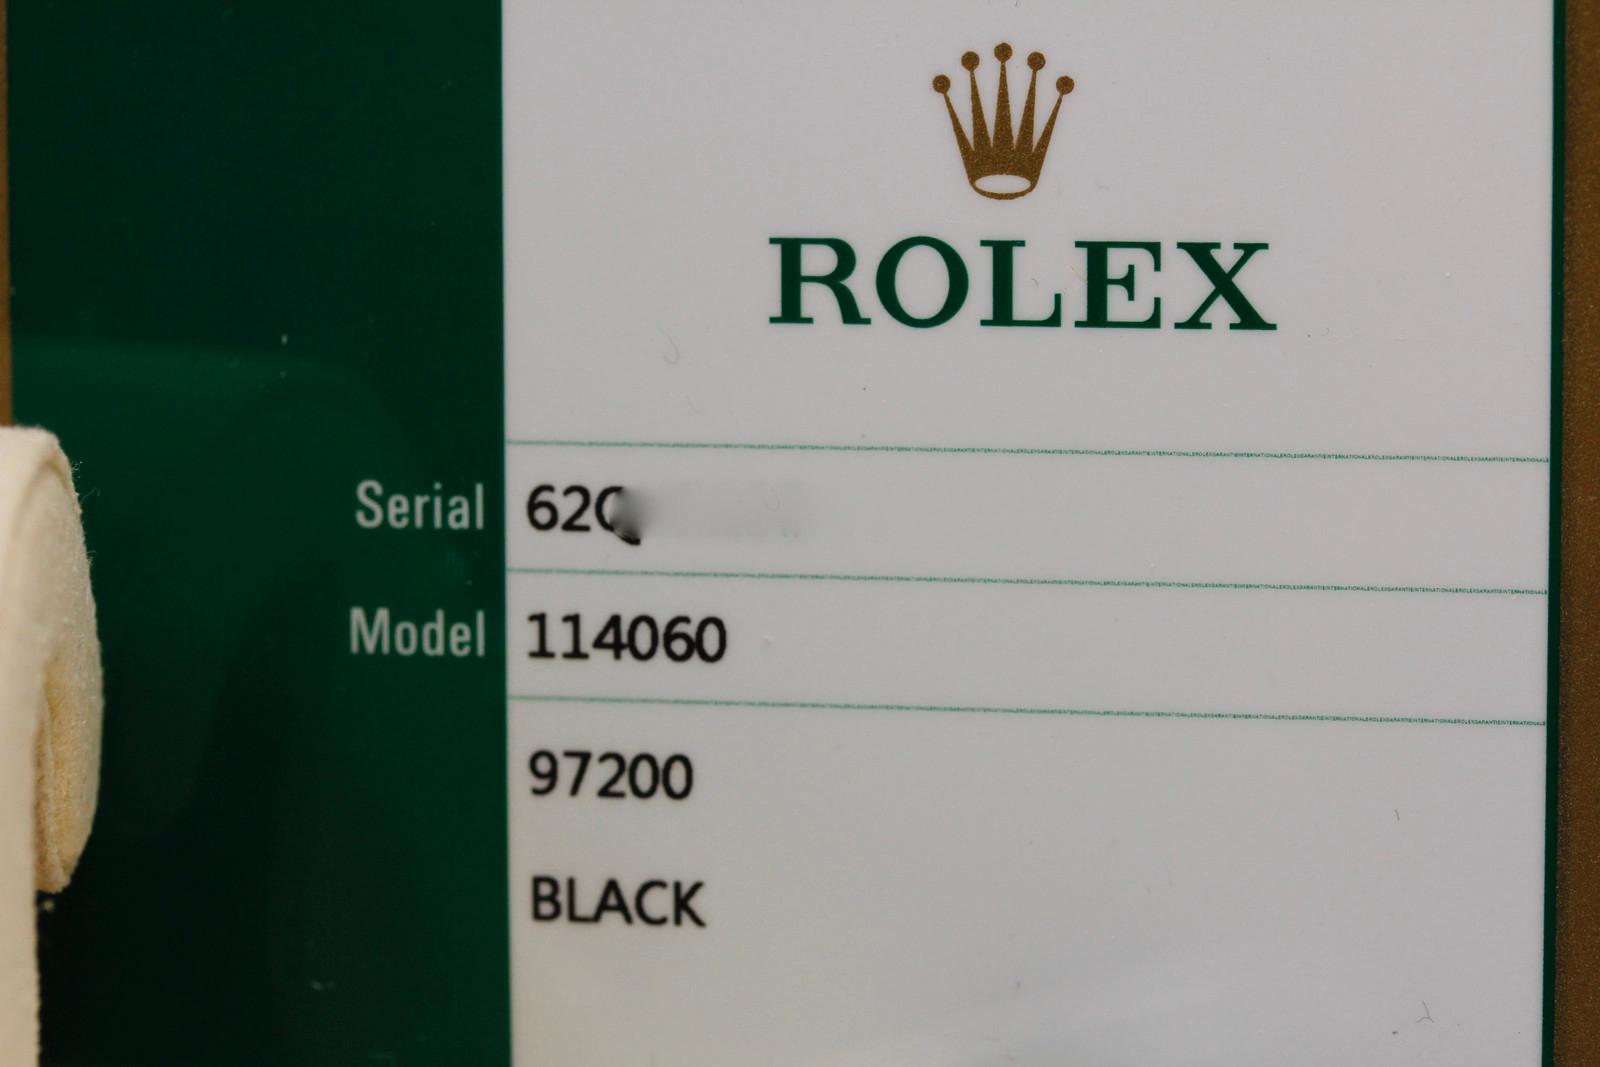 ROLEX
Serial 62
Model 114060
97200
BLACK